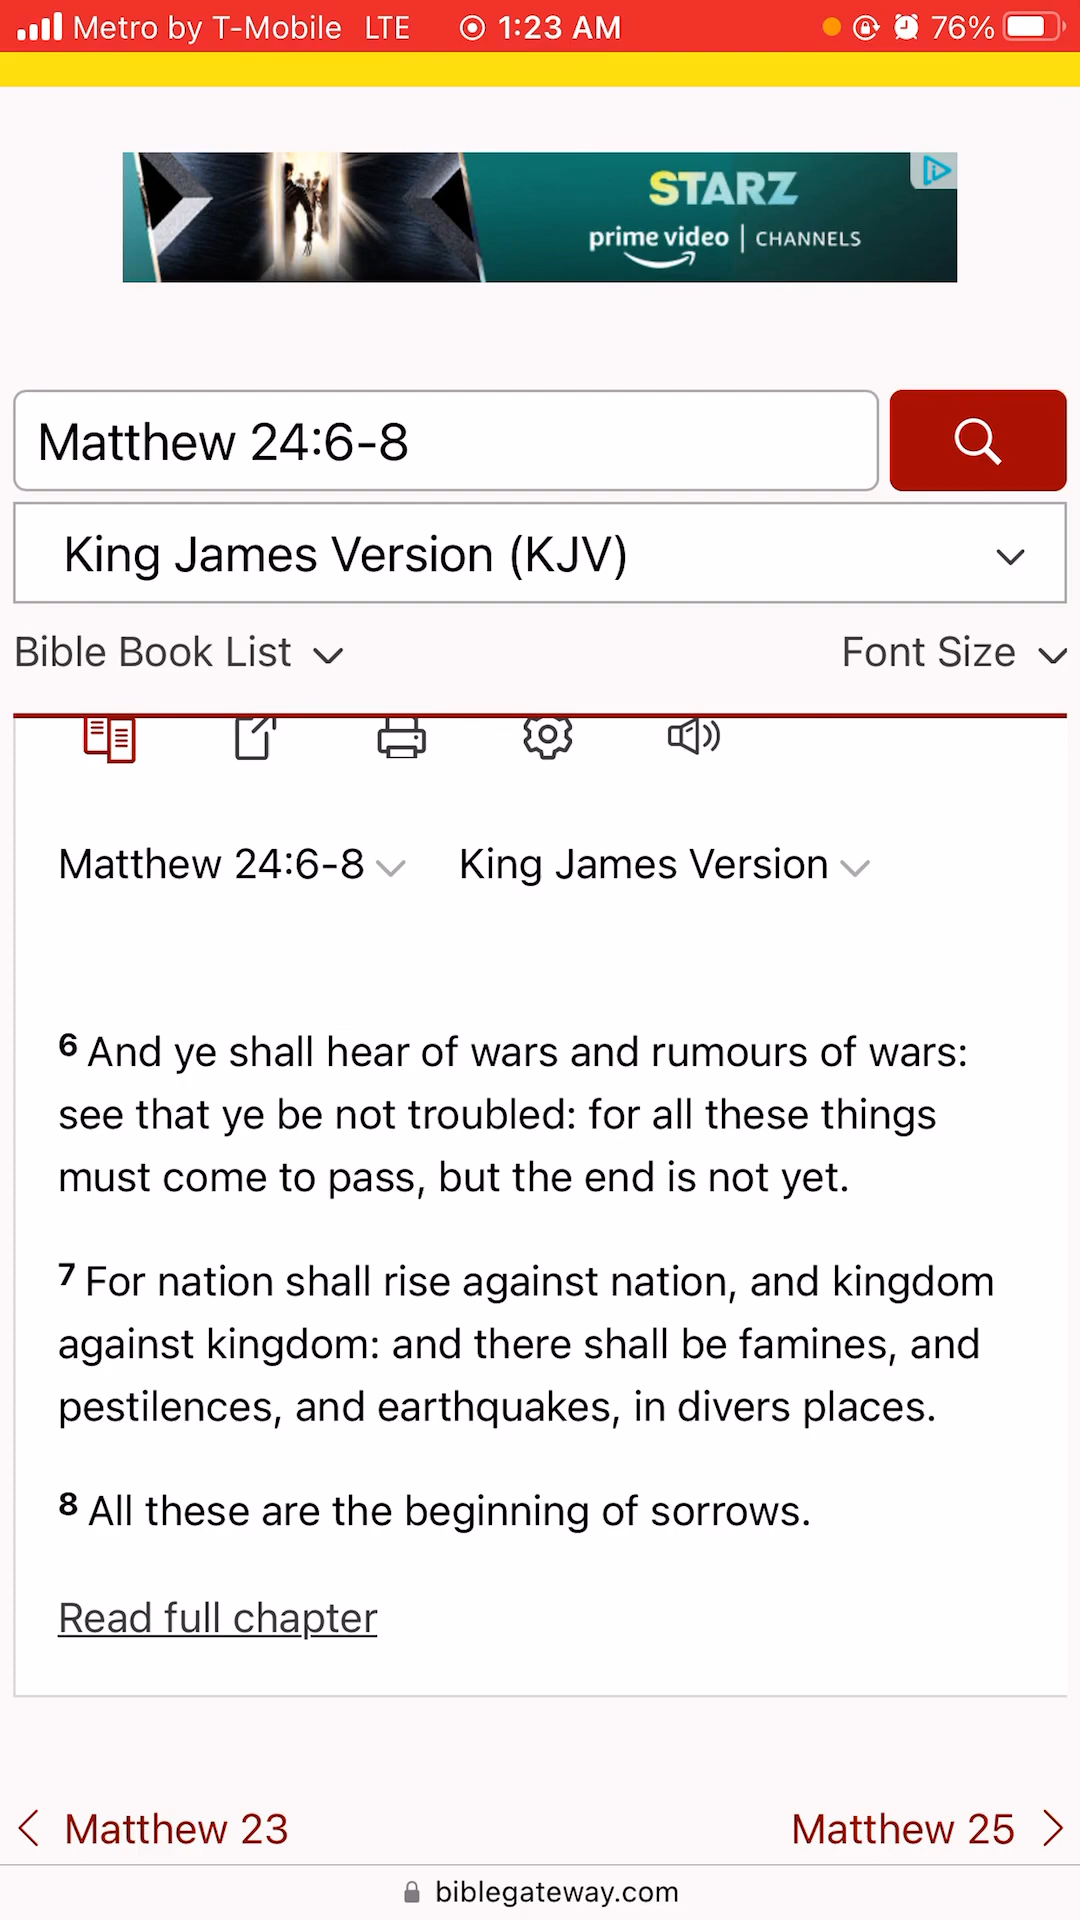 Metro by T-Mobile LTE 1:23 AM 76%
STARZ
prime video | CHANNELS
Matthew 24:6-8
King James Version (KJV)
Bible Book List Font Size
Matthew 24:6-8 King James Version
6 And ye shall hear of wars and rumours of wars:
see that ye be not troubled: for all these things
must come to pass, but the end is not yet.
7 For nation shall rise against nation, and kingdom
against kingdom: and there shall be famines, and
pestilences, and earthquakes, in divers places.
8 All these are the beginning of sorrows.
Read full chapter
Matthew 23 Matthew 25
biblegateway.com